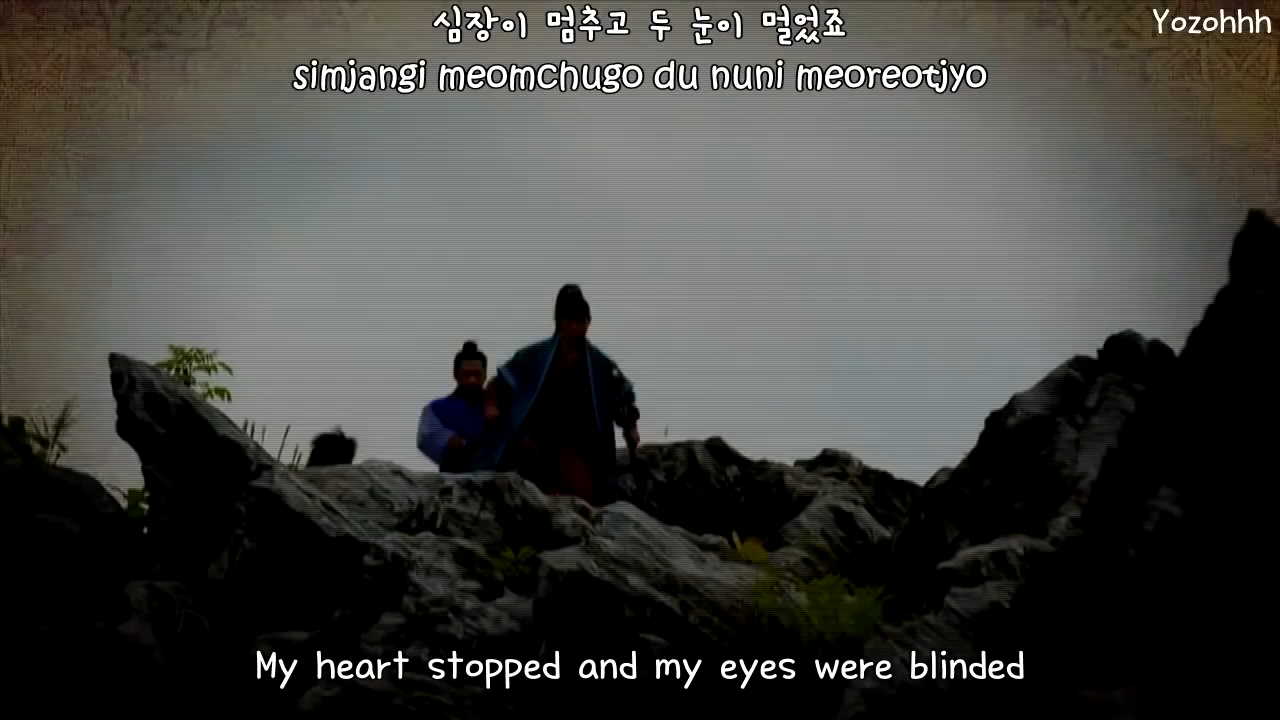 심장이 멈추고 두 눈이 멀었죠
Yozohhh
simjangi meomchugo du nuni meoreotjyo
My heart stopped and my eyes were blinded